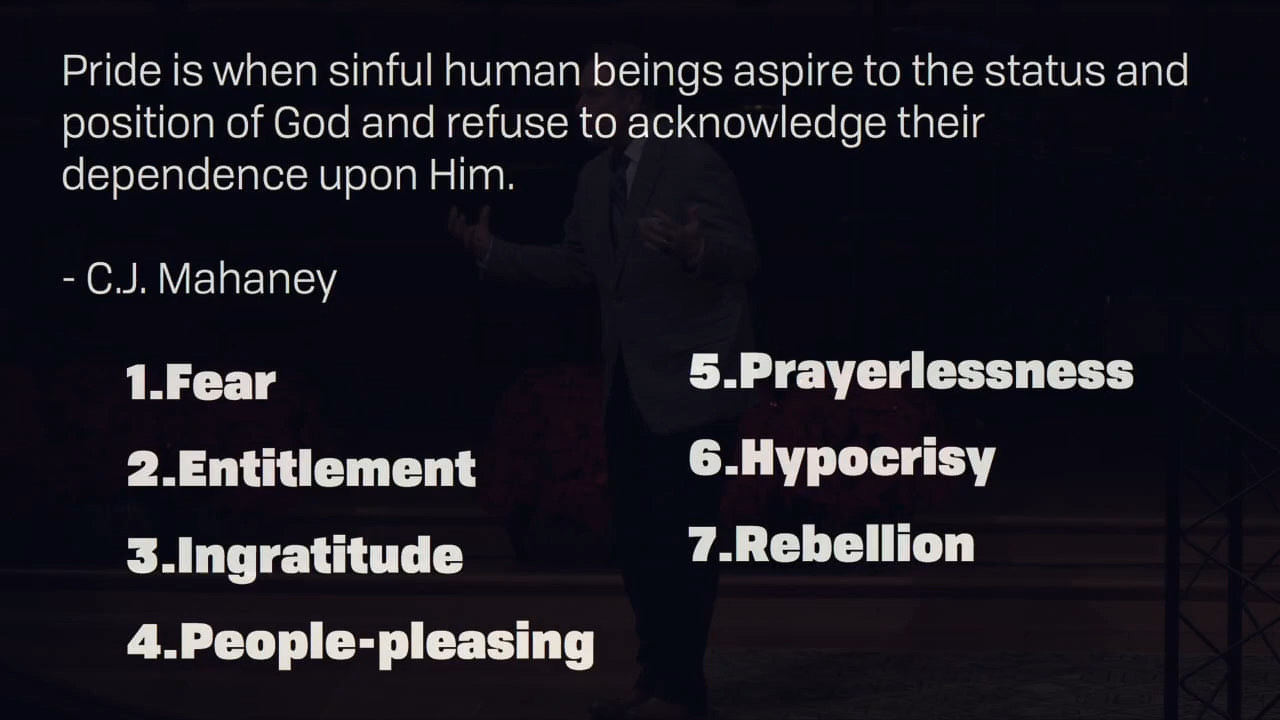 Pride is when sinful human beings aspire to the status and
position of God and refuse to acknowledge their
dependence upon Him.
- C.J. Mahaney
1.Fear
2.Entitlement
3.Ingratitude
4.People-pleasing
5.Prayerlessness
6.Hypocrisy
7.Rebellion